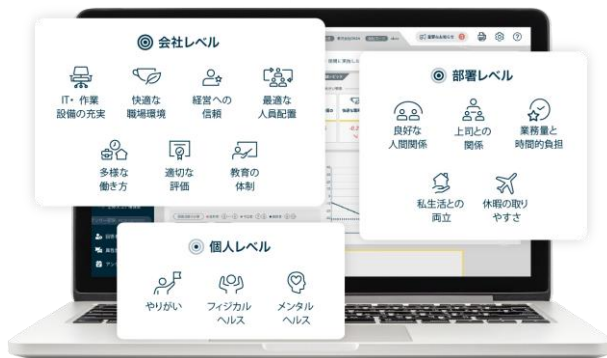 会社レベル
IT・作業
設備の充実
快適な
職場環境
経営への
信頼
最適な
人員配置
多様な
働き方
適切な
評価
教育の
体制
部署レベル
良好な
人間関係
上司との
関係
業務量と
時間的負担
私生活との
両立
休暇の取り
やすさ
個人レベル
やりがい
フィジカル
ヘルス
メンタル
ヘルス